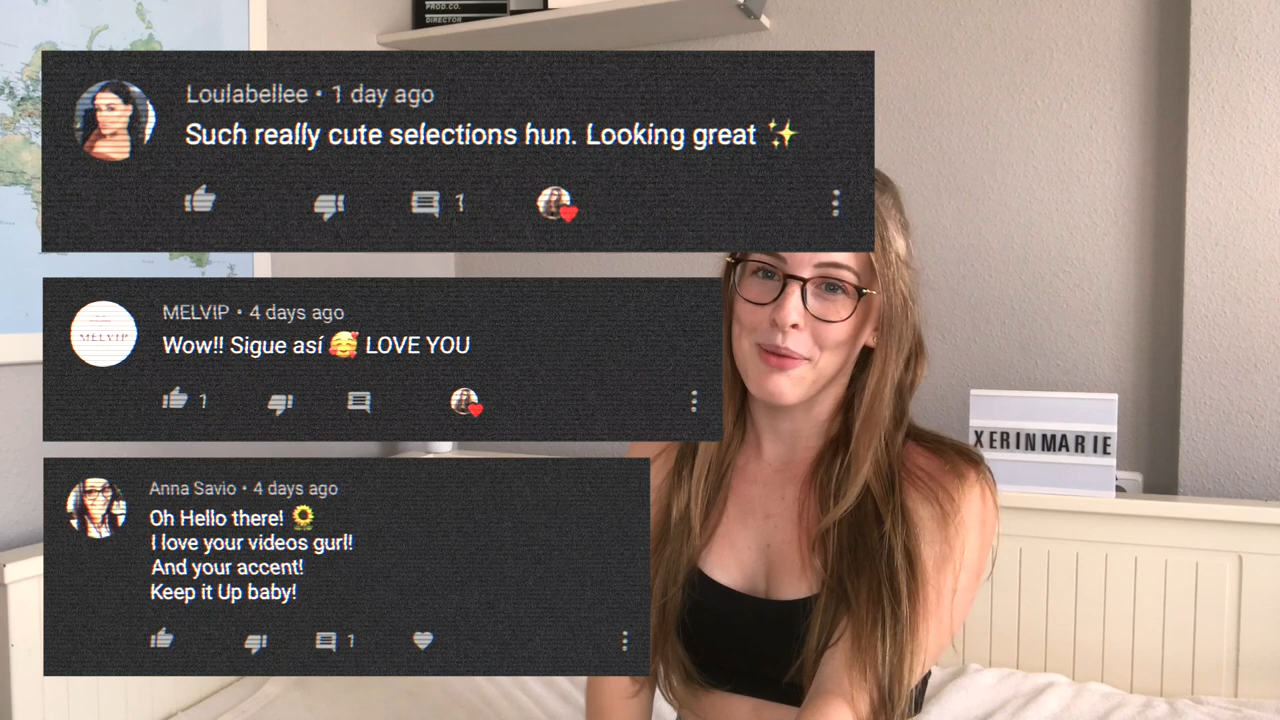 PROD.CO.
DIRECTOR
Loulabellee • 1 day ago
Such really cute selections hun. Looking great ✨
1
MELVIP • 4 days ago
MELVIP
Wow!! Sigue así 🥰 LOVE YOU
1
Anna Savio • 4 days ago
Oh Hello there! 🌻
I love your videos gurl!
And your accent!
Keep it Up baby!
1
XERINMARIE